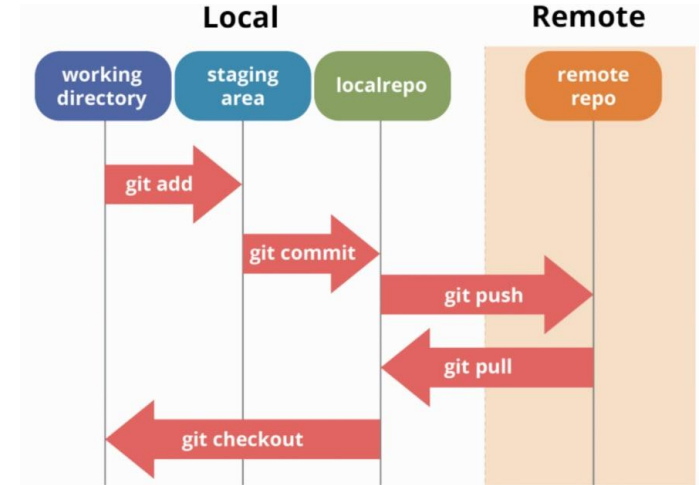 Local
Remote
working
directory
staging
area
localrepo
remote
repo
git add
git commit
git push
git pull
git checkout